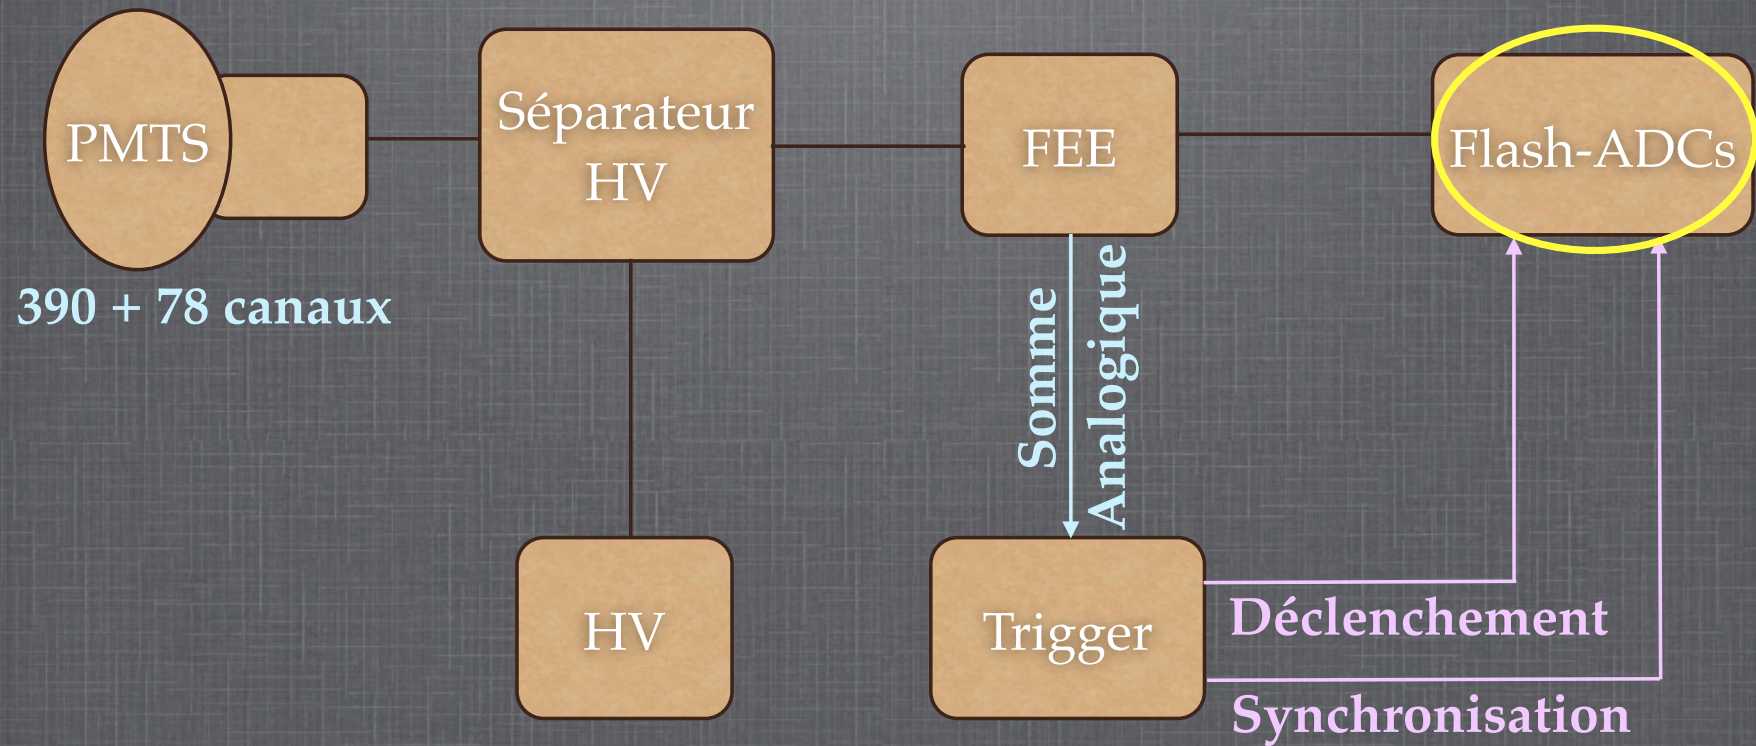 PMTS
Séparateur
HV
FEE
Flash-ADCs
390 + 78 canaux
Somme
Analogique
HV
Trigger
Déclenchement
Synchronisation